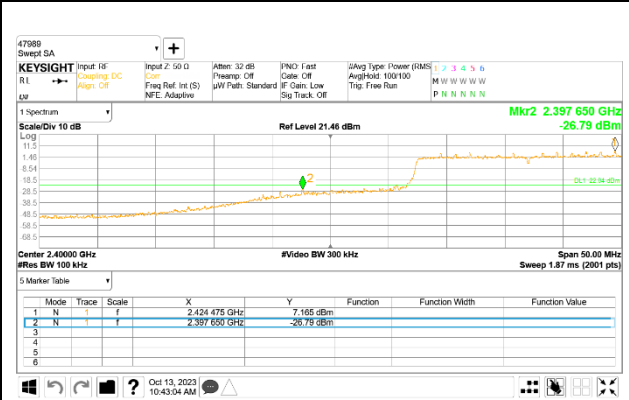 47989
Swept SA
KEYSIGHT Input: RF Input Z: 50 Ω Atten: 32 dB PNO: Fast #Avg Type: Power (RMS 1 2 3 4 5 6
R L Coupling: DC Corr Preamp: Off Gate: Off Avg|Hold: 100/100 M W W W W W
Align: Off Freq Ref: Int (S) µW Path: Standard IF Gain: Low Trig: Free Run
NFE: Adaptive Sig Track: Off P N N N N N
1 Spectrum
Mkr2 2.397 650 GHz
Scale/Div 10 dB Ref Level 21.46 dBm -26.79 dBm
Log
11.5
1.46
8.54
18.5
28.5
38.5
48.5
58.5
68.5
2
Center 2.40000 GHz #Video BW 300 kHz Span 50.00 MHz
#Res BW 100 kHz Sweep 1.87 ms (2001 pts)
5 Marker Table
Mode Trace Scale X Y Function Function Width Function Value
1 N 1 f 2.424 475 GHz 7.165 dBm
2 N 1 f 2.397 650 GHz -26.79 dBm
3
4
5
6
? Oct 13, 2023
10:43:04 AM